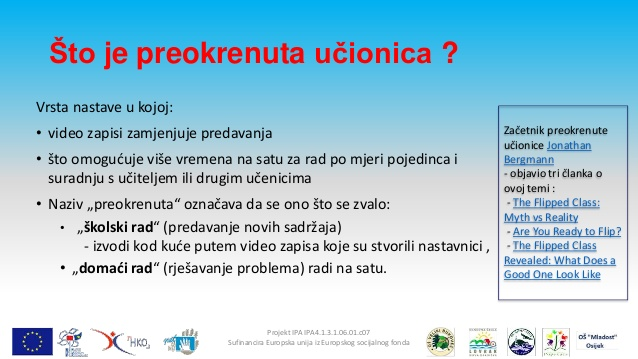 Što je preokrenuta učionica ?
Vrsta nastave u kojoj:
• video zapisi zamjenjuje predavanja
• što omogućuje više vremena na satu za rad po mjeri pojedinca i
suradnju s učiteljem ili drugim učenicima
• Naziv „preokrenuta“ označava da se ono što se zvalo:
• „školski rad“ (predavanje novih sadržaja)
- izvodi kod kuće putem video zapisa koje su stvorili nastavnici ,
• „domaći rad“ (rješavanje problema) radi na satu.
Začetnik preokrenute
učionice Jonathan
Bergmann
- objavio tri članka o
ovoj temi :
- The Flipped Class:
Myth vs Reality
- Are You Ready to Flip?
- The Flipped Class
Revealed: What Does a
Good One Look Like
Projekt IPA IPA4.1.3.1.06.01.c07
Sufinancira Europska unija iz Europskog socijalnog fonda
HKO
OŠ "Mladost"
Osijek